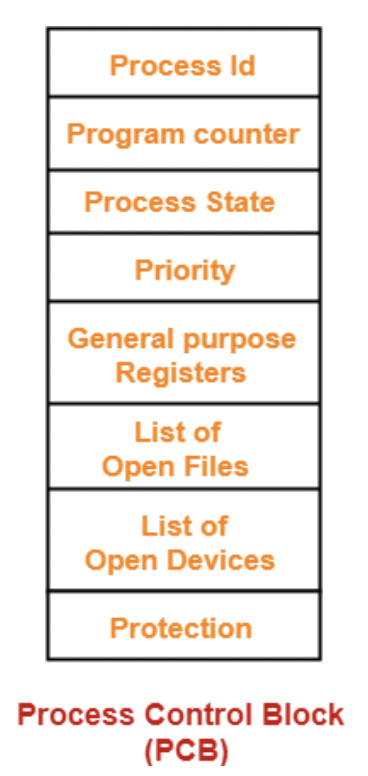 Process Id
Program counter
Process State
Priority
General purpose
Registers
List of
Open Files
List of
Open Devices
Protection
Process Control Block
(PCB)